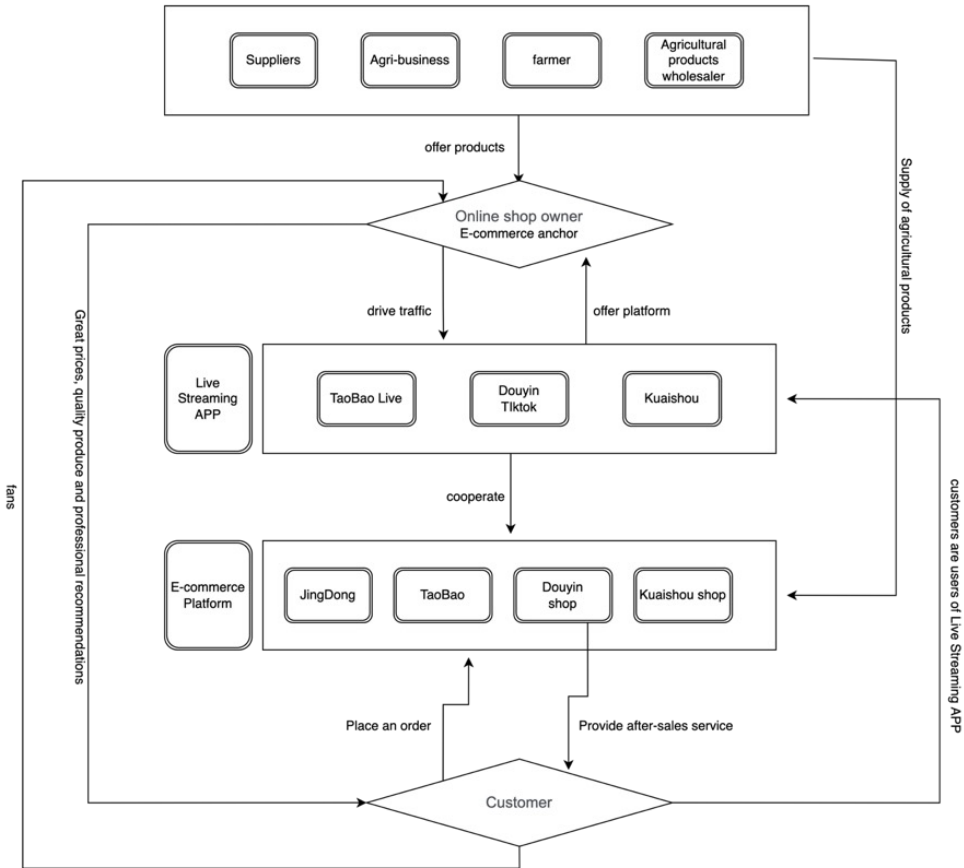 Suppliers
Agri-business
farmer
Agricultural
products
wholesaler
offer products
Supply of agricultural products
Online shop owner
E-commerce anchor
drive traffic
offer platform
Great prices, quality produce and professional recommendations
Live
Streaming
APP
TaoBao Live
Douyin
TIktok
Kuaishou
cooperate
fans
customers are users of Live Streaming APP
E-commerce
Platform
JingDong
TaoBao
Douyin
shop
Kuaishou shop
Place an order
Provide after-sales service
Customer